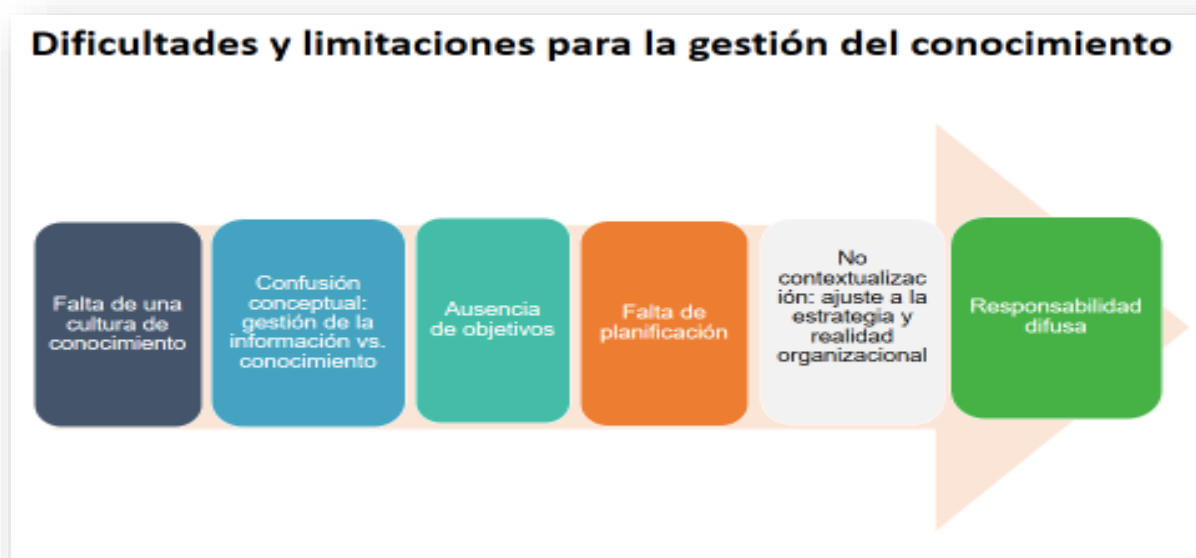 Dificultades y limitaciones para la gestión del conocimiento
Falta de una
cultura de
conocimiento
Confusión
conceptual:
gestión de la
información vs.
conocimiento
Ausencia
de objetivos
Falta de
planificación
No
contextualizac
ión: ajuste a la
estrategia y
realidad
organizacional
Responsabilidad
difusa